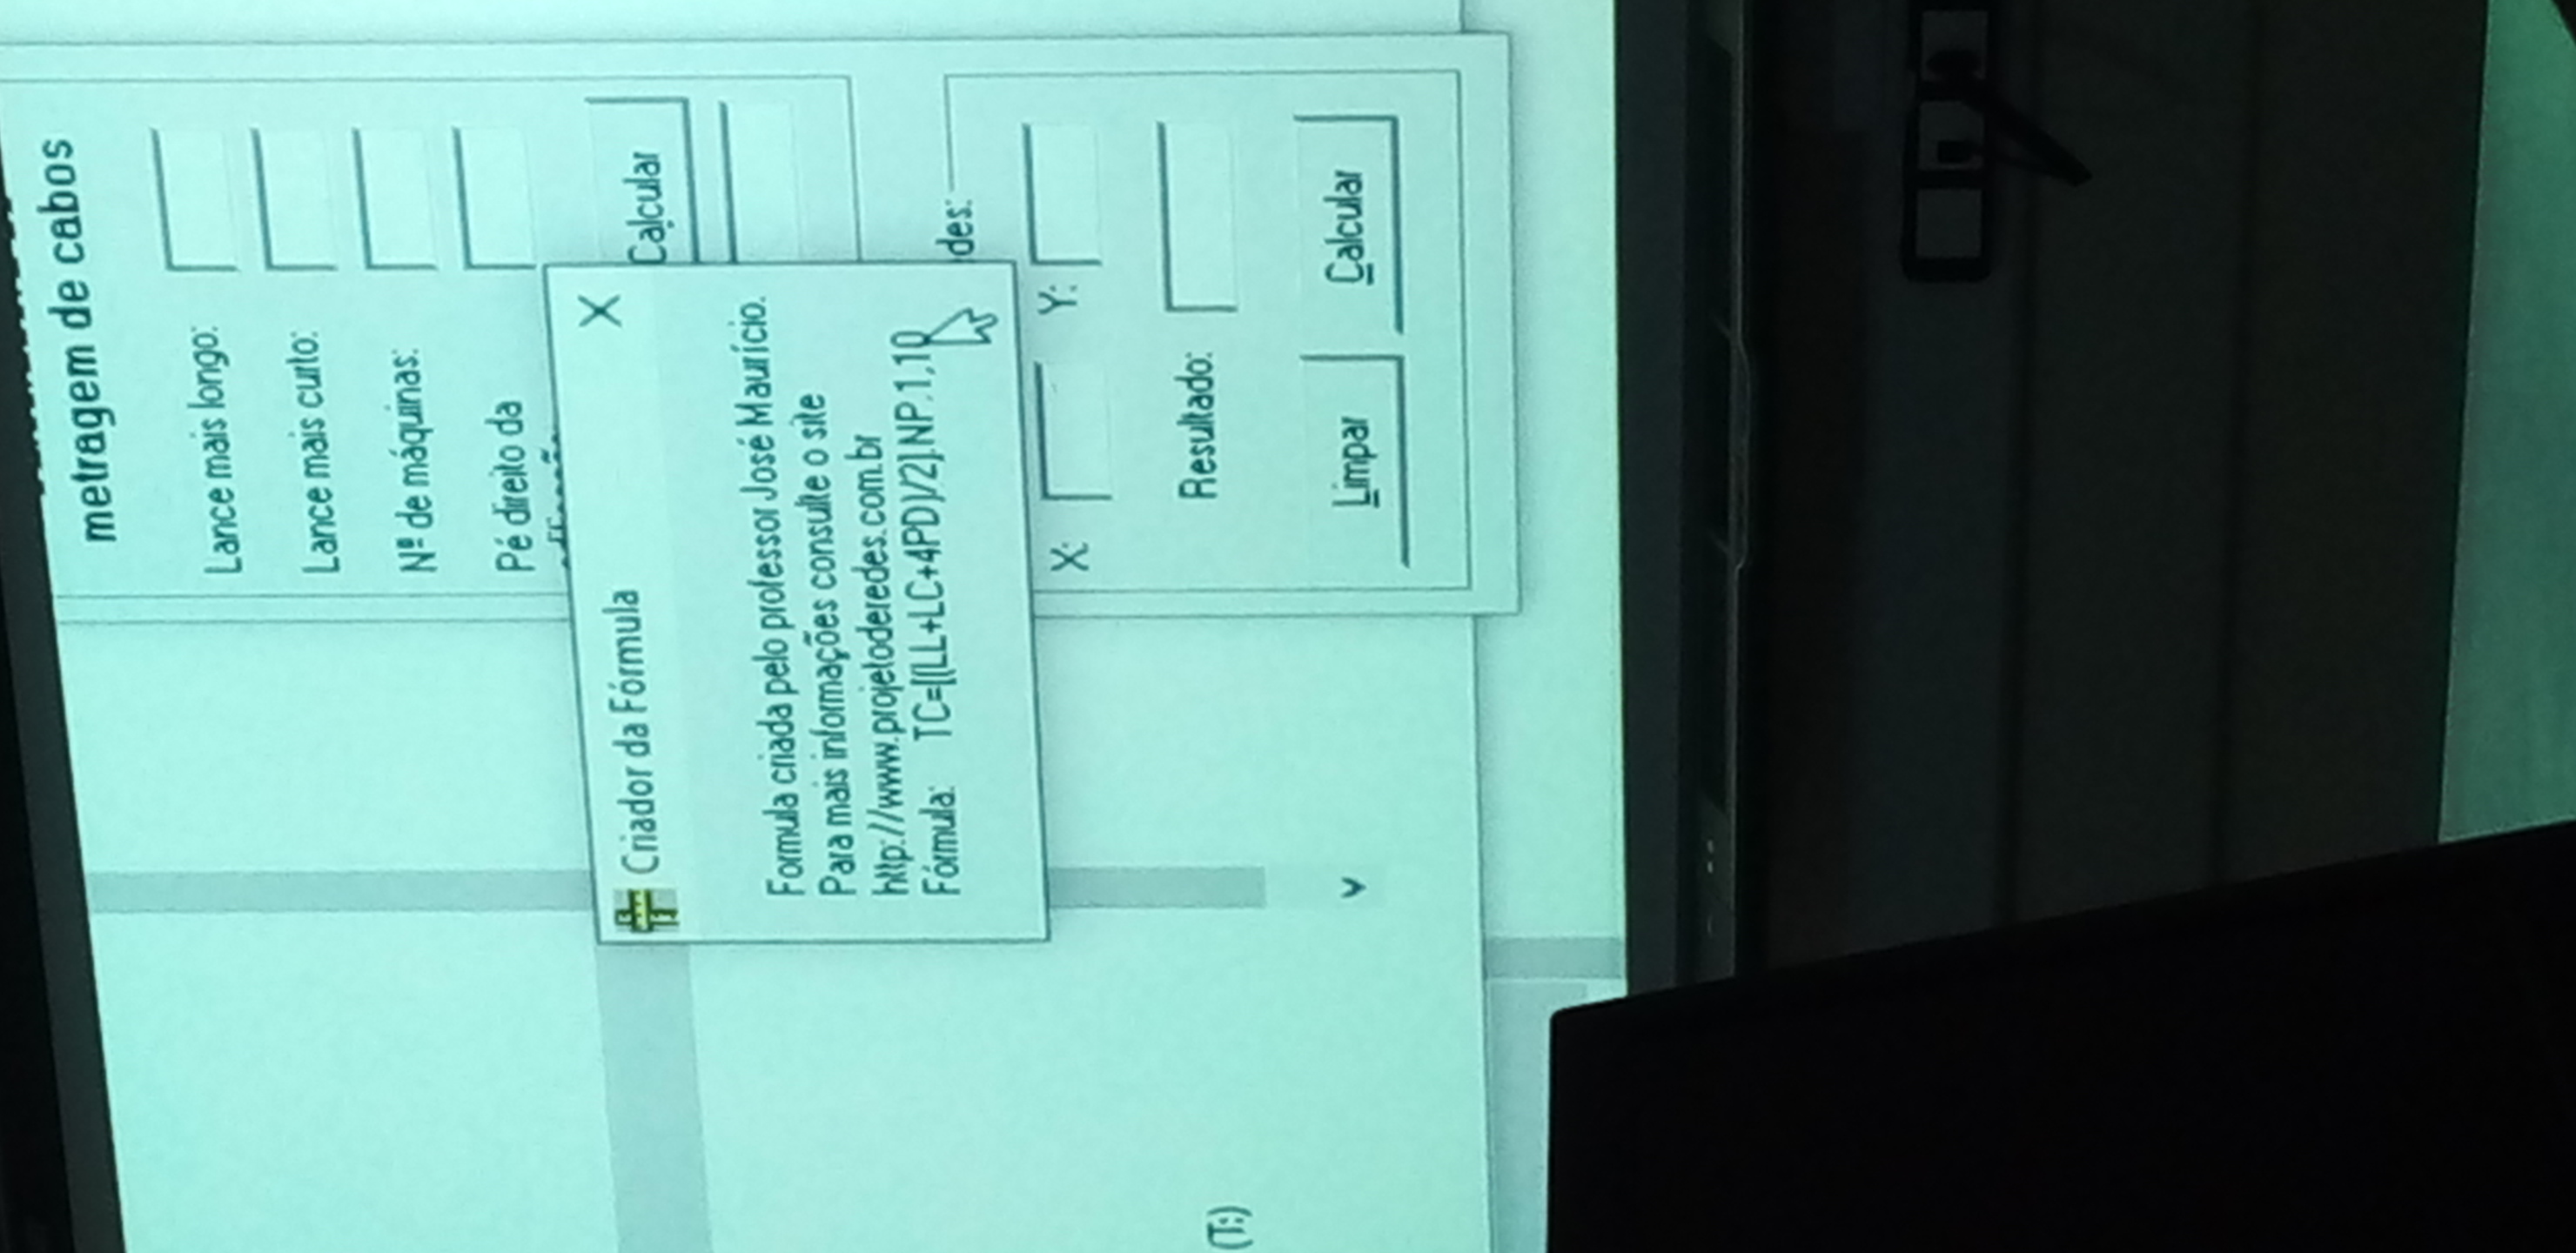 metragem de cabos
Lance mais longo:
Lance mais curto:
Nº de máquinas:
Pé direito da
Calcular
Criador da Fórmula
Formula criada pelo professor José Maurício.
Para mais informações consulte o site
http://www.projetoderedes.com.br
Fórmula: TC=[(LL+LC+4PD)/2].NP.1,10
des:
X: Y:
Resultado:
(T:)
Limpar Calcular